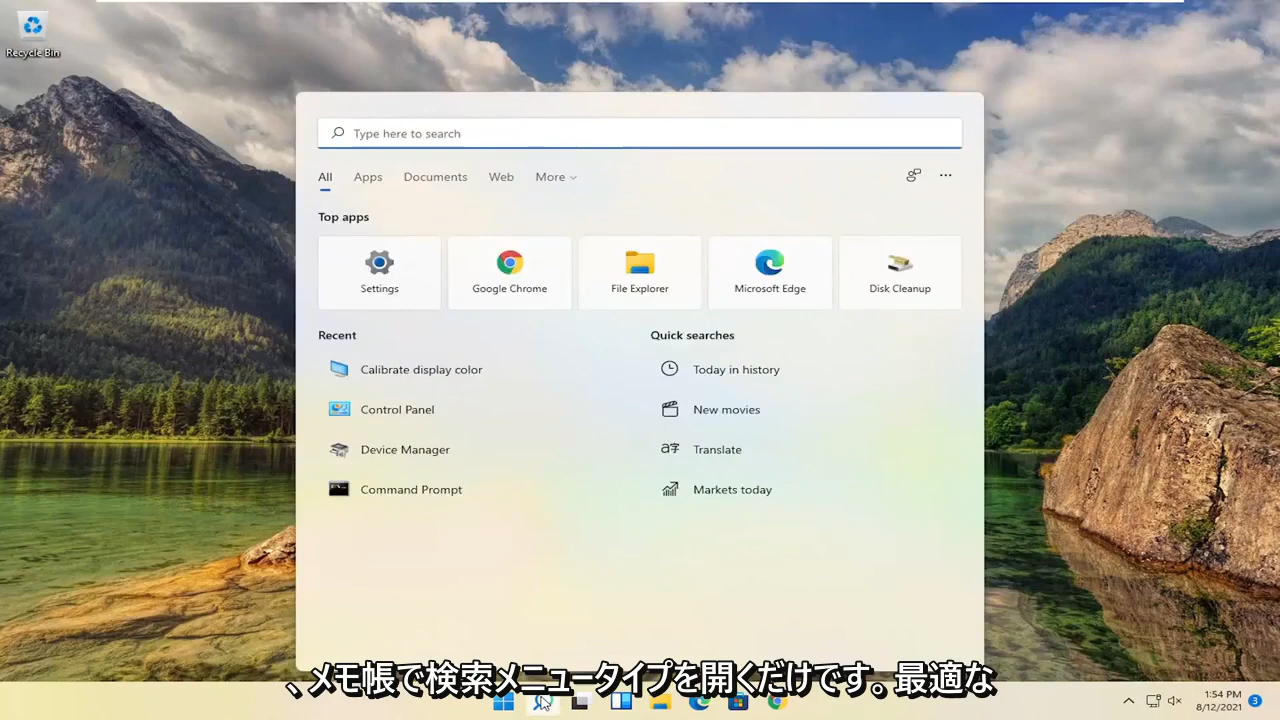 Recycle Bin
Type here to search
All Apps Documents Web More
Top apps
Settings Google Chrome File Explorer Microsoft Edge Disk Cleanup
Recent Quick searches
Calibrate display color Today in history
Control Panel New movies
Device Manager Translate
Command Prompt Markets today
、メモ帳で検索メニュータイプを開くだけです。最適な
1:54 PM
8/12/2021 3